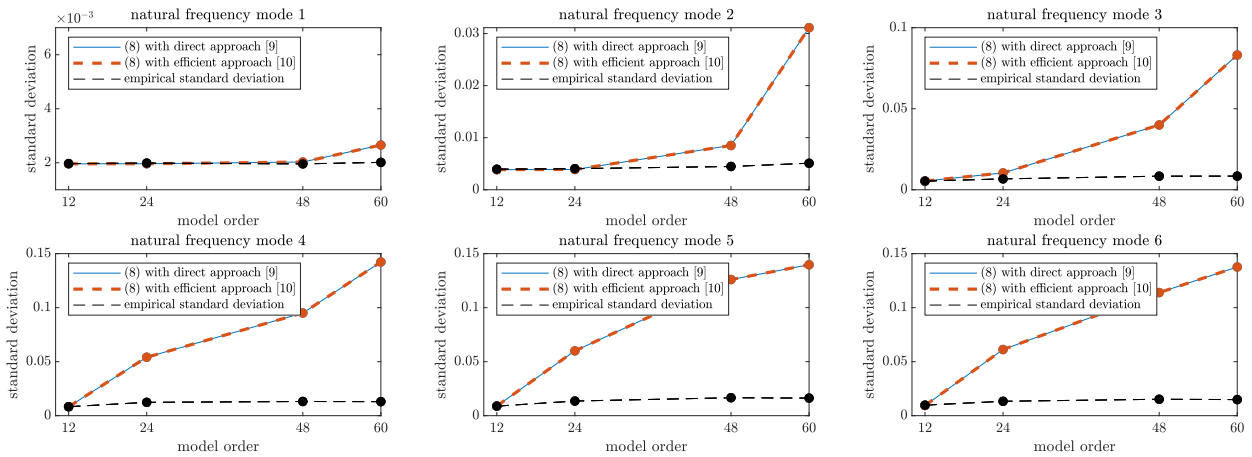 natural frequency mode 1
×10⁻³
6
4
2
standard deviation
(8) with direct approach [9]
(8) with efficient approach [10]
empirical standard deviation
12 24 48 60
model order
natural frequency mode 2
0.03
0.02
0.01
0
standard deviation
(8) with direct approach [9]
(8) with efficient approach [10]
empirical standard deviation
12 24 48 60
model order
natural frequency mode 3
0.1
0.05
0
standard deviation
(8) with direct approach [9]
(8) with efficient approach [10]
empirical standard deviation
12 24 48 60
model order
natural frequency mode 4
0.15
0.1
0.05
0
standard deviation
(8) with direct approach [9]
(8) with efficient approach [10]
empirical standard deviation
12 24 48 60
model order
natural frequency mode 5
0.15
0.1
0.05
0
standard deviation
(8) with direct approach [9]
(8) with efficient approach [10]
empirical standard deviation
12 24 48 60
model order
natural frequency mode 6
0.15
0.1
0.05
0
standard deviation
(8) with direct approach [9]
(8) with efficient approach [10]
empirical standard deviation
12 24 48 60
model order